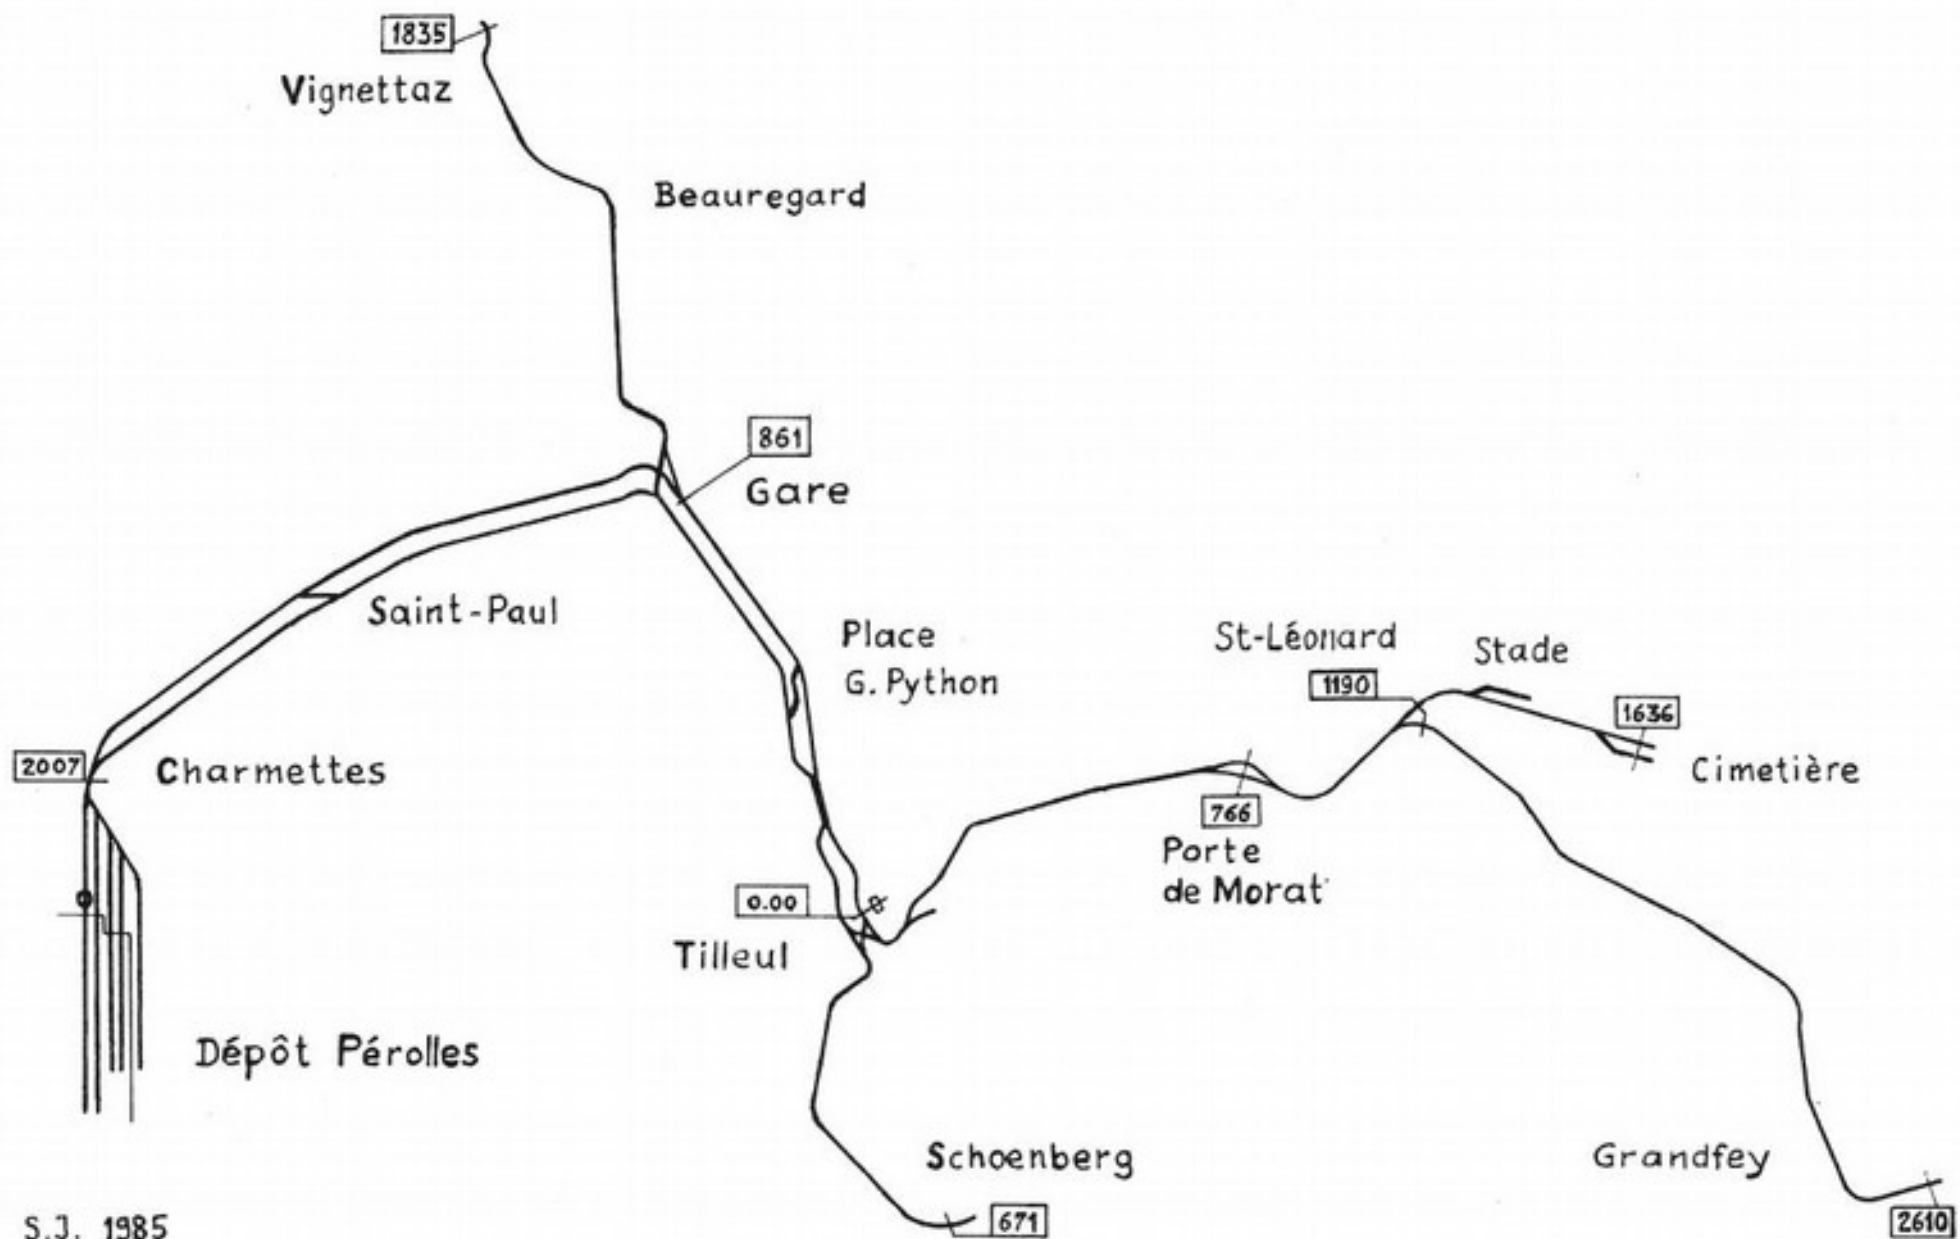 1835
Vignettaz
Beauregard
861
Gare
Saint-Paul
Place
G. Python
St-Léonard
Stade
1190
1636
2007
Charmettes
Cimetière
766
Porte
de Morat
0.00
Tilleul
Dépôt Pérolles
Schoenberg
Grandfey
671
2610
S.J. 1985